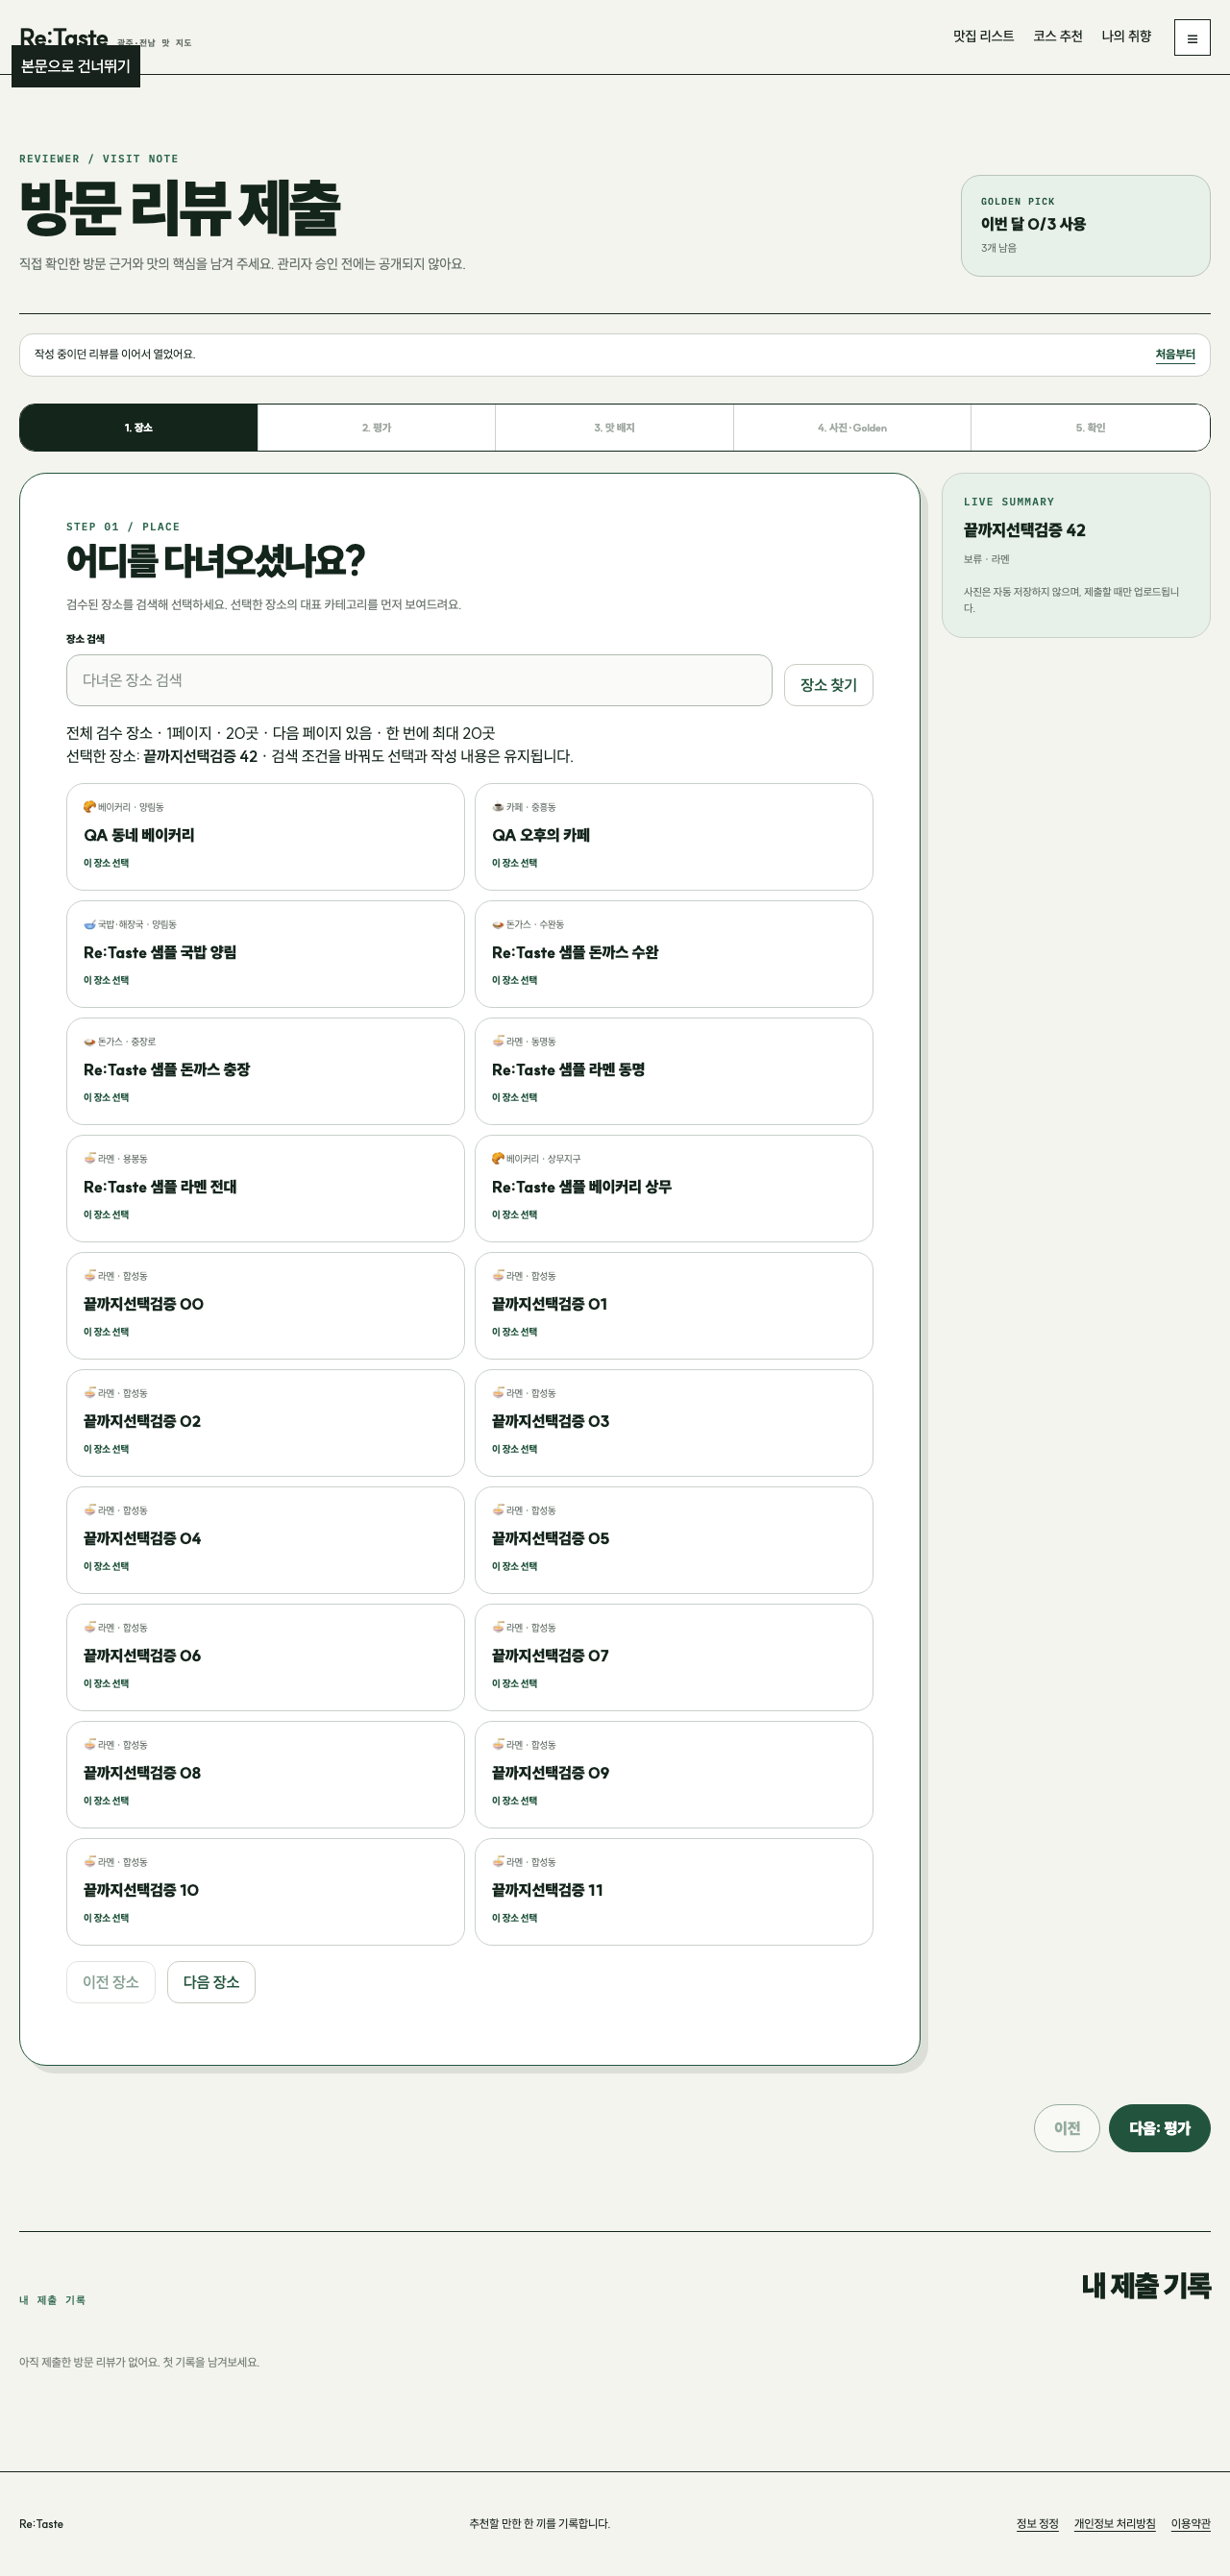 Re:Taste 광주·전남 맛 지도
맛집 리스트 코스 추천 나의 취향
본문으로 건너뛰기
REVIEWER / VISIT NOTE
방문 리뷰 제출
직접 확인한 방문 근거와 맛의 핵심을 남겨 주세요. 관리자 승인 전에는 공개되지 않아요.
GOLDEN PICK
이번 달 0/3 사용
3개 남음
작성 중이던 리뷰를 이어서 열었어요.
처음부터
1. 장소
2. 평가
3. 맛 배지
4. 사진·Golden
5. 확인
STEP 01 / PLACE
어디를 다녀오셨나요?
검수된 장소를 검색해 선택하세요. 선택한 장소의 대표 카테고리를 먼저 보여드려요.
장소 검색
다녀온 장소 검색
장소 찾기
전체 검수 장소 · 1페이지 · 20곳 · 다음 페이지 있음 · 한 번에 최대 20곳
선택한 장소: 끝까지선택검증 42 · 검색 조건을 바꿔도 선택과 작성 내용은 유지됩니다.
베이커리 · 양림동
QA 동네 베이커리
이 장소 선택
카페 · 충흥동
QA 오후의 카페
이 장소 선택
국밥·해장국 · 양림동
Re:Taste 샘플 국밥 양림
이 장소 선택
돈가스 · 수완동
Re:Taste 샘플 돈까스 수완
이 장소 선택
돈가스 · 충장로
Re:Taste 샘플 돈까스 충장
이 장소 선택
라멘 · 동명동
Re:Taste 샘플 라멘 동명
이 장소 선택
라멘 · 용봉동
Re:Taste 샘플 라멘 전대
이 장소 선택
베이커리 · 상무지구
Re:Taste 샘플 베이커리 상무
이 장소 선택
라멘 · 합성동
끝까지선택검증 00
이 장소 선택
라멘 · 합성동
끝까지선택검증 01
이 장소 선택
라멘 · 합성동
끝까지선택검증 02
이 장소 선택
라멘 · 합성동
끝까지선택검증 03
이 장소 선택
라멘 · 합성동
끝까지선택검증 04
이 장소 선택
라멘 · 합성동
끝까지선택검증 05
이 장소 선택
라멘 · 합성동
끝까지선택검증 06
이 장소 선택
라멘 · 합성동
끝까지선택검증 07
이 장소 선택
라멘 · 합성동
끝까지선택검증 08
이 장소 선택
라멘 · 합성동
끝까지선택검증 09
이 장소 선택
라멘 · 합성동
끝까지선택검증 10
이 장소 선택
라멘 · 합성동
끝까지선택검증 11
이 장소 선택
이전 장소
다음 장소
LIVE SUMMARY
끝까지선택검증 42
보류 · 라멘
사진은 자동 저장하지 않으며, 제출할 때만 업로드됩니
다.
이전
다음: 평가
내 제출 기록
내 제출 기록
아직 제출한 방문 리뷰가 없어요. 첫 기록을 남겨보세요.
Re:Taste
추천할 만한 한 끼를 기록합니다.
정보 정정 개인정보 처리방침 이용약관